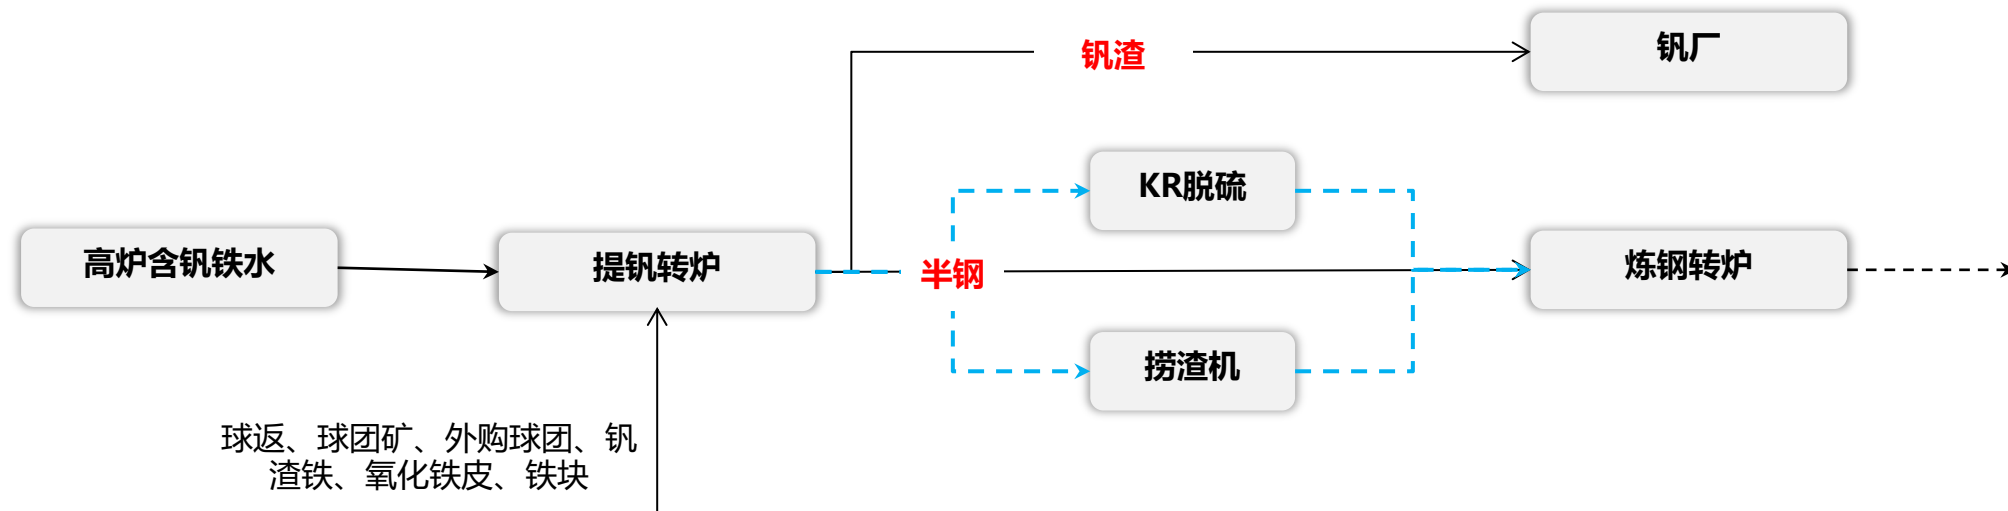 钒渣
钒厂
KR脱硫
高炉含钒铁水
提钒转炉
半钢
炼钢转炉
捞渣机
球返、球团矿、外购球团、钒
渣铁、氧化铁皮、铁块